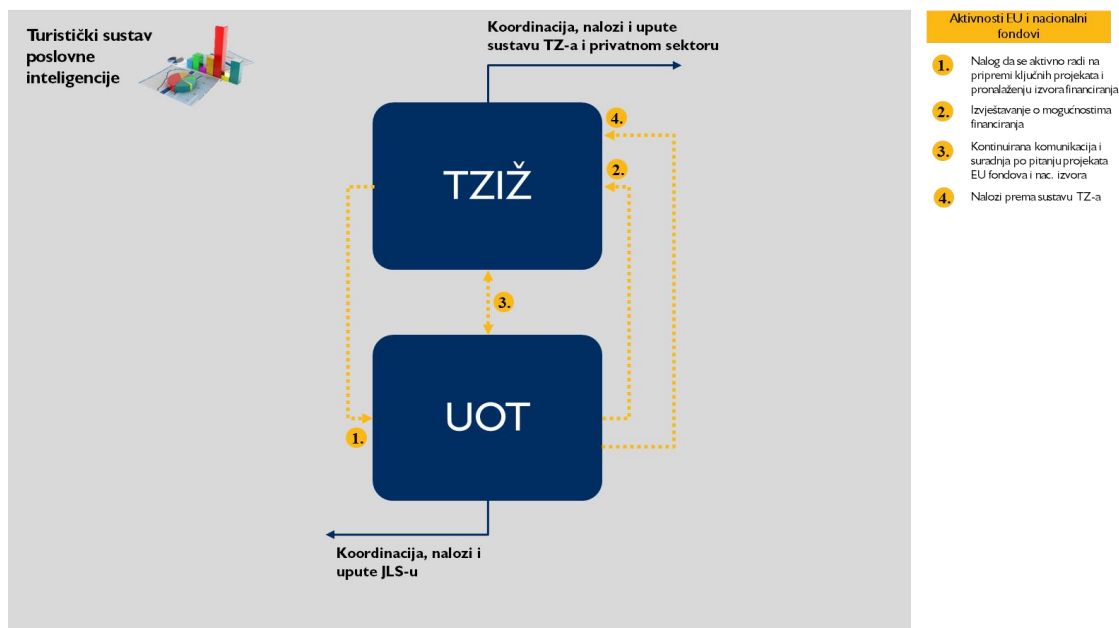 Turistički sustav
poslovne
inteligencije
Koordinacija, nalozi i upute
sustavu TZ-a i privatnom sektoru
4.
TZIŽ
2.
3.
UOT
1.
Koordinacija, nalozi i
upute JLS-u
Aktivnosti EU i nacionalni
fondovi
1. Nalog da se aktivno radi na
pripremi ključnih projekata i
pronalaženju izvora financiranja
2. Izvještavanje o mogućnostima
financiranja
3. Kontinuirana komunikacija i
suradnja po pitanju projekata
EU fondova i nac. izvora
4. Nalozi prema sustavu TZ-a